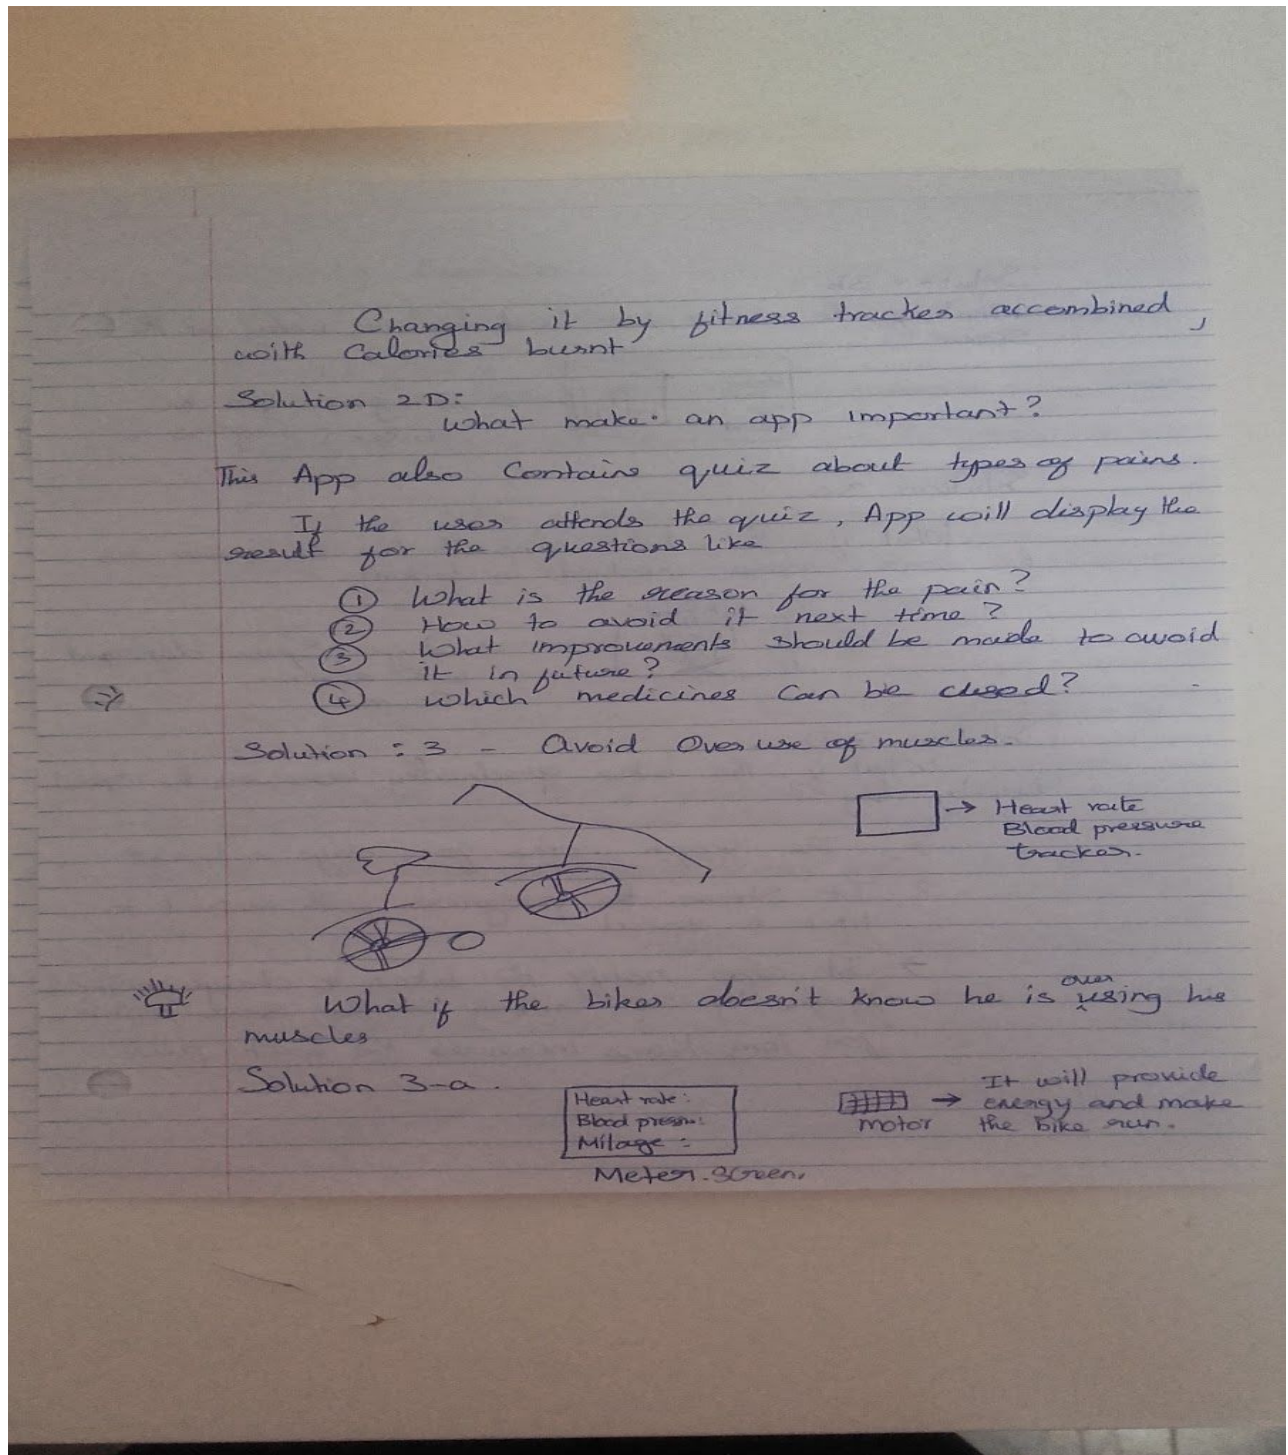 Changing it by fitness tracker accombined,
with Calories burnt
Solution 2D:
What make an app important?
This App also Contains quiz about types of pains.
If the user attends the quiz, App will display the
result for the questions like
① What is the reason for the pain?
② How to avoid it next time?
③ What improvements should be made to avoid
it in future?
④ Which medicines can be used?
Solution : 3 - Avoid Over use of muscles.
→ Heart rate
Blood pressure
tracker.
What if the biker doesn't know he is over using his
muscles
Solution 3-a.
Heart rate:
Blood pressu:
Milage :
Meter screen.
motor
→ It will provide
energy and make
the bike run.